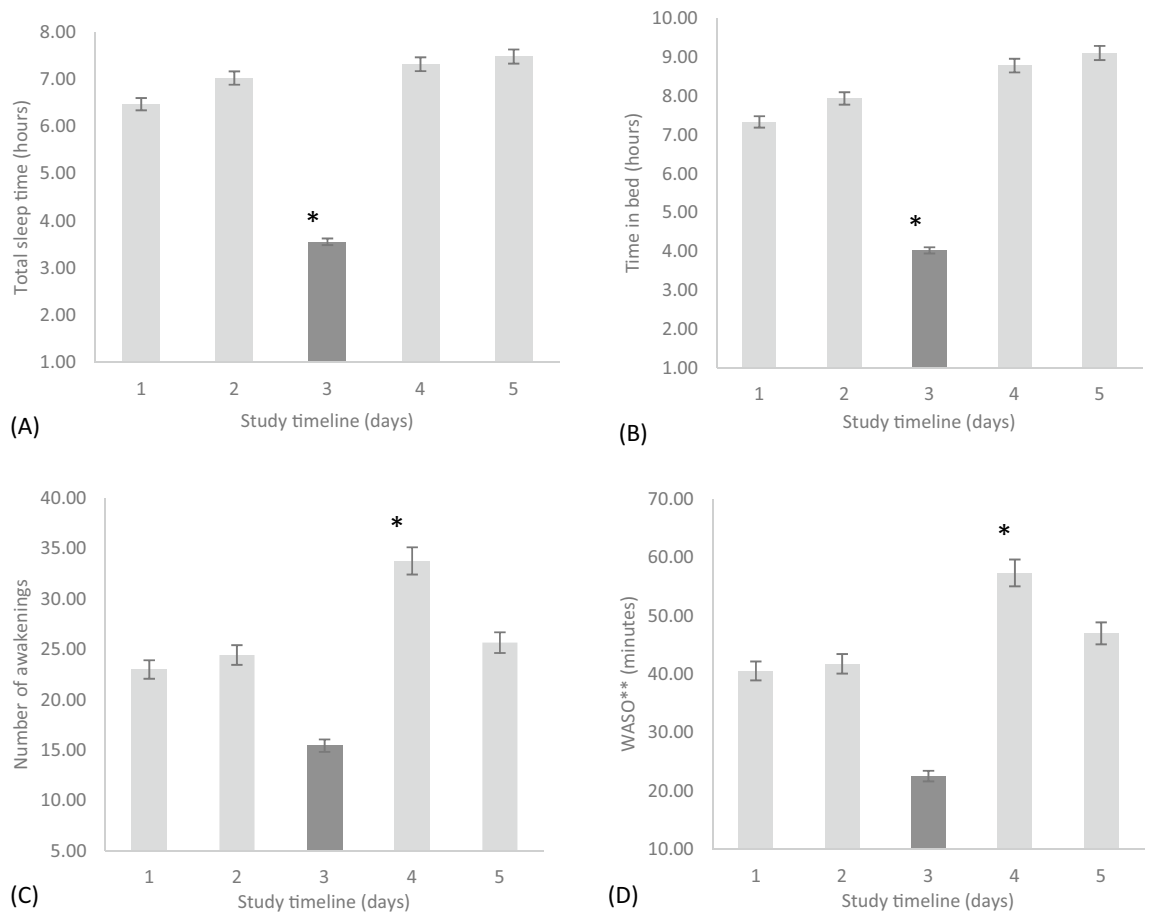 8.00
7.00
6.00
5.00
4.00
3.00
2.00
1.00
Total sleep time (hours)
*
1 2 3 4 5
Study timeline (days)
(A)
10.00
9.00
8.00
7.00
6.00
5.00
4.00
3.00
2.00
1.00
Time in bed (hours)
*
1 2 3 4 5
Study timeline (days)
(B)
40.00
35.00
30.00
25.00
20.00
15.00
10.00
5.00
Number of awakenings
*
1 2 3 4 5
Study timeline (days)
(C)
70.00
60.00
50.00
40.00
30.00
20.00
10.00
WASO** (minutes)
*
1 2 3 4 5
Study timeline (days)
(D)